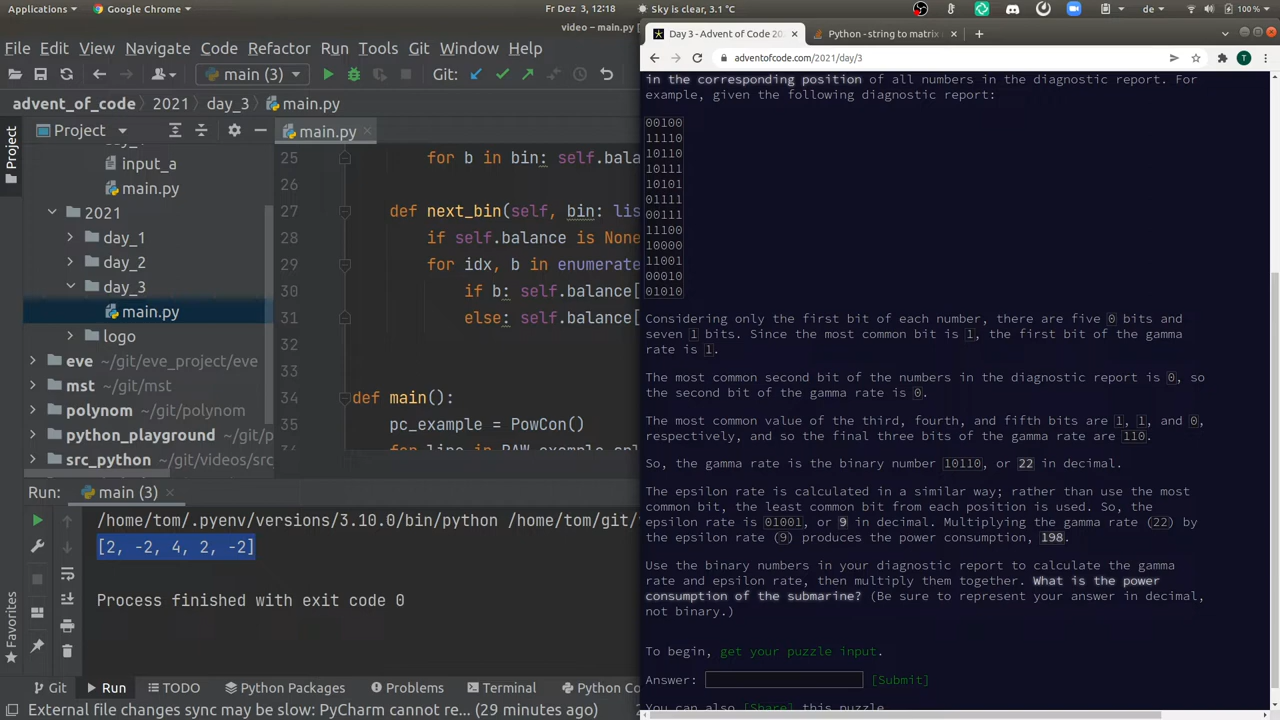 Applications
Google Chrome
Fr Dez 3, 12:18
Sky is clear, 3.1 °C
de
100 %
video – main.py
File Edit View Navigate Code Refactor Run Tools Git Window
main (3)
Git:
advent_of_code 2021 day_3 main.py
Project
Project
main.py
input_a
main.py
2021
day_1
day_2
day_3
main.py
logo
eve ~/git/eve_project/eve
mst ~/git/mst
polynom ~/git/polynom
python_playground ~/git/p
src_python ~/git/videos/src
25 for b in bin: self.bala
26
27 def next_bin(self, bin: lis
28 if self.balance is None
29 for idx, b in enumerate
30 if b: self.balance[
31 else: self.balance[
32
33
34 def main():
35 pc_example = PowCon()
for line in RAW_example.spl
Run: main (3)
/home/tom/.pyenv/versions/3.10.0/bin/python /home/tom/git/
[2, -2, 4, 2, -2]
Process finished with exit code 0
Structure
Favorites
Git Run TODO Python Packages Problems Terminal Python Co
External file changes sync may be slow: PyCharm cannot re... (29 minutes ago)
Day 3 - Advent of Code 20
Python - string to matrix
adventofcode.com/2021/day/3
in the corresponding position of all numbers in the diagnostic report. For
example, given the following diagnostic report:
00100
11110
10110
10111
10101
01111
00111
11100
10000
11001
00010
01010
Considering only the first bit of each number, there are five 0 bits and
seven 1 bits. Since the most common bit is 1, the first bit of the gamma
rate is 1.
The most common second bit of the numbers in the diagnostic report is 0, so
the second bit of the gamma rate is 0.
The most common value of the third, fourth, and fifth bits are 1, 1, and 0,
respectively, and so the final three bits of the gamma rate are 110.
So, the gamma rate is the binary number 10110, or 22 in decimal.
The epsilon rate is calculated in a similar way; rather than use the most
common bit, the least common bit from each position is used. So, the
epsilon rate is 01001, or 9 in decimal. Multiplying the gamma rate (22) by
the epsilon rate (9) produces the power consumption, 198.
Use the binary numbers in your diagnostic report to calculate the gamma
rate and epsilon rate, then multiply them together. What is the power
consumption of the submarine? (Be sure to represent your answer in decimal,
not binary.)
To begin, get your puzzle input.
Answer: [Submit]
You can also [Share] this puzzle.